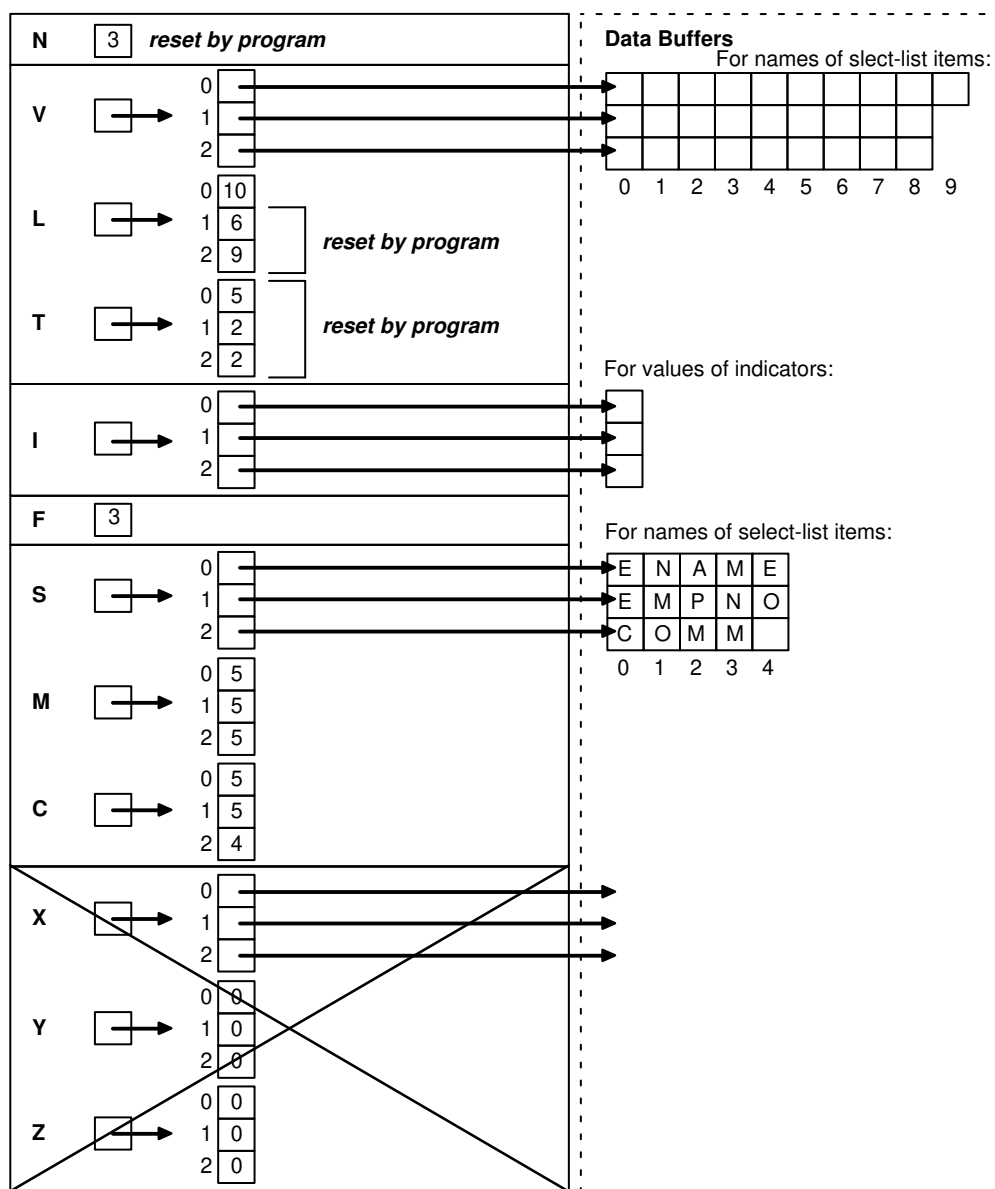 N 3 reset by program
Data Buffers
For names of slect-list items:
V
0
1
2
0 1 2 3 4 5 6 7 8 9
L
0 10
1 6
2 9
reset by program
T
0 5
1 2
2 2
reset by program
For values of indicators:
I
0
1
2
F 3
For names of select-list items:
S
0
1
2
E N A M E
E M P N O
C O M M
0 1 2 3 4
M
0 5
1 5
2 5
C
0 5
1 5
2 4
X
0
1
2
Y
0 0
1 0
2 0
Z
0 0
1 0
2 0